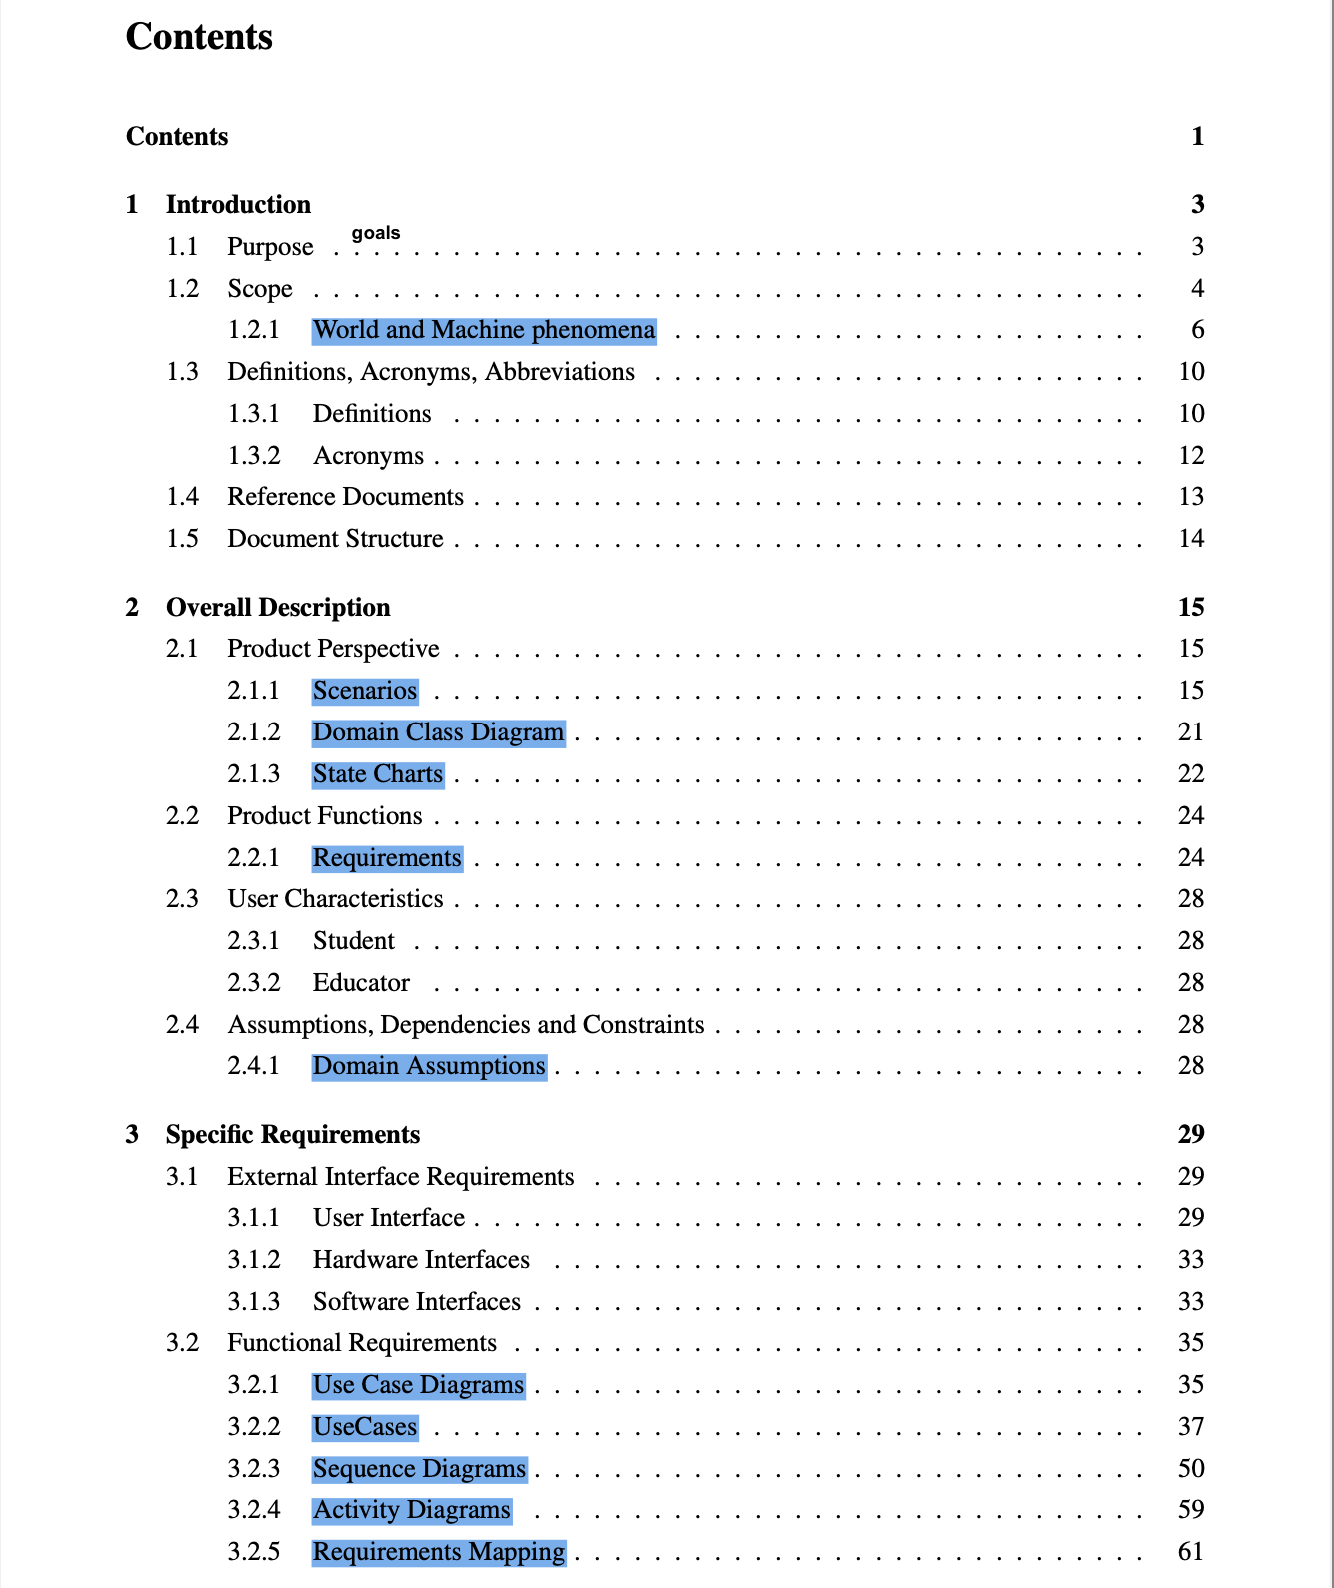 Contents
Contents 1
1 Introduction 3
goals
1.1 Purpose . . . . . . . . . . . . . . . . . . . . . . . . . . . . . . . . . . . . . . . . . 3
1.2 Scope . . . . . . . . . . . . . . . . . . . . . . . . . . . . . . . . . . . . . . . . . . 4
1.2.1 World and Machine phenomena . . . . . . . . . . . . . . . . . . . . . . . . 6
1.3 Definitions, Acronyms, Abbreviations . . . . . . . . . . . . . . . . . . . . . . . . . 10
1.3.1 Definitions . . . . . . . . . . . . . . . . . . . . . . . . . . . . . . . . . . . 10
1.3.2 Acronyms . . . . . . . . . . . . . . . . . . . . . . . . . . . . . . . . . . . . 12
1.4 Reference Documents . . . . . . . . . . . . . . . . . . . . . . . . . . . . . . . . . . 13
1.5 Document Structure . . . . . . . . . . . . . . . . . . . . . . . . . . . . . . . . . . . 14
2 Overall Description 15
2.1 Product Perspective . . . . . . . . . . . . . . . . . . . . . . . . . . . . . . . . . . . 15
2.1.1 Scenarios . . . . . . . . . . . . . . . . . . . . . . . . . . . . . . . . . . . . 15
2.1.2 Domain Class Diagram . . . . . . . . . . . . . . . . . . . . . . . . . . . . . 21
2.1.3 State Charts . . . . . . . . . . . . . . . . . . . . . . . . . . . . . . . . . . . 22
2.2 Product Functions . . . . . . . . . . . . . . . . . . . . . . . . . . . . . . . . . . . . 24
2.2.1 Requirements . . . . . . . . . . . . . . . . . . . . . . . . . . . . . . . . . . 24
2.3 User Characteristics . . . . . . . . . . . . . . . . . . . . . . . . . . . . . . . . . . . 28
2.3.1 Student . . . . . . . . . . . . . . . . . . . . . . . . . . . . . . . . . . . . . 28
2.3.2 Educator . . . . . . . . . . . . . . . . . . . . . . . . . . . . . . . . . . . . 28
2.4 Assumptions, Dependencies and Constraints . . . . . . . . . . . . . . . . . . . . . . 28
2.4.1 Domain Assumptions . . . . . . . . . . . . . . . . . . . . . . . . . . . . . . 28
3 Specific Requirements 29
3.1 External Interface Requirements . . . . . . . . . . . . . . . . . . . . . . . . . . . . 29
3.1.1 User Interface . . . . . . . . . . . . . . . . . . . . . . . . . . . . . . . . . . 29
3.1.2 Hardware Interfaces . . . . . . . . . . . . . . . . . . . . . . . . . . . . . . 33
3.1.3 Software Interfaces . . . . . . . . . . . . . . . . . . . . . . . . . . . . . . . 33
3.2 Functional Requirements . . . . . . . . . . . . . . . . . . . . . . . . . . . . . . . . 35
3.2.1 Use Case Diagrams . . . . . . . . . . . . . . . . . . . . . . . . . . . . . . . 35
3.2.2 UseCases . . . . . . . . . . . . . . . . . . . . . . . . . . . . . . . . . . . . 37
3.2.3 Sequence Diagrams . . . . . . . . . . . . . . . . . . . . . . . . . . . . . . . 50
3.2.4 Activity Diagrams . . . . . . . . . . . . . . . . . . . . . . . . . . . . . . . 59
3.2.5 Requirements Mapping . . . . . . . . . . . . . . . . . . . . . . . . . . . . . 61